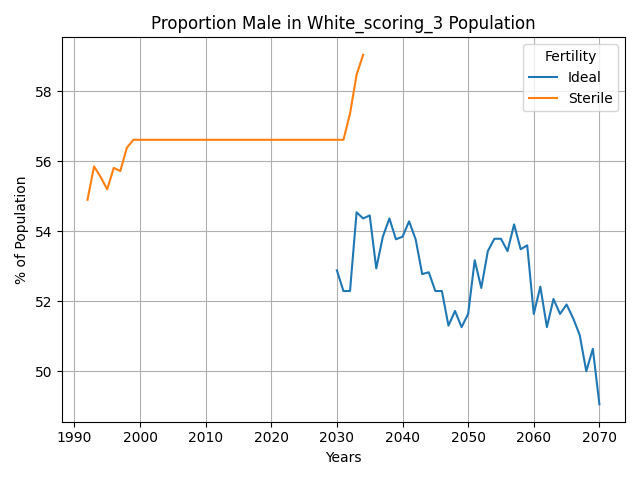 Proportion Male in White_scoring_3 Population
Fertility
Ideal
Sterile
% of Population
58
56
54
52
50
1990 2000 2010 2020 2030 2040 2050 2060 2070
Years